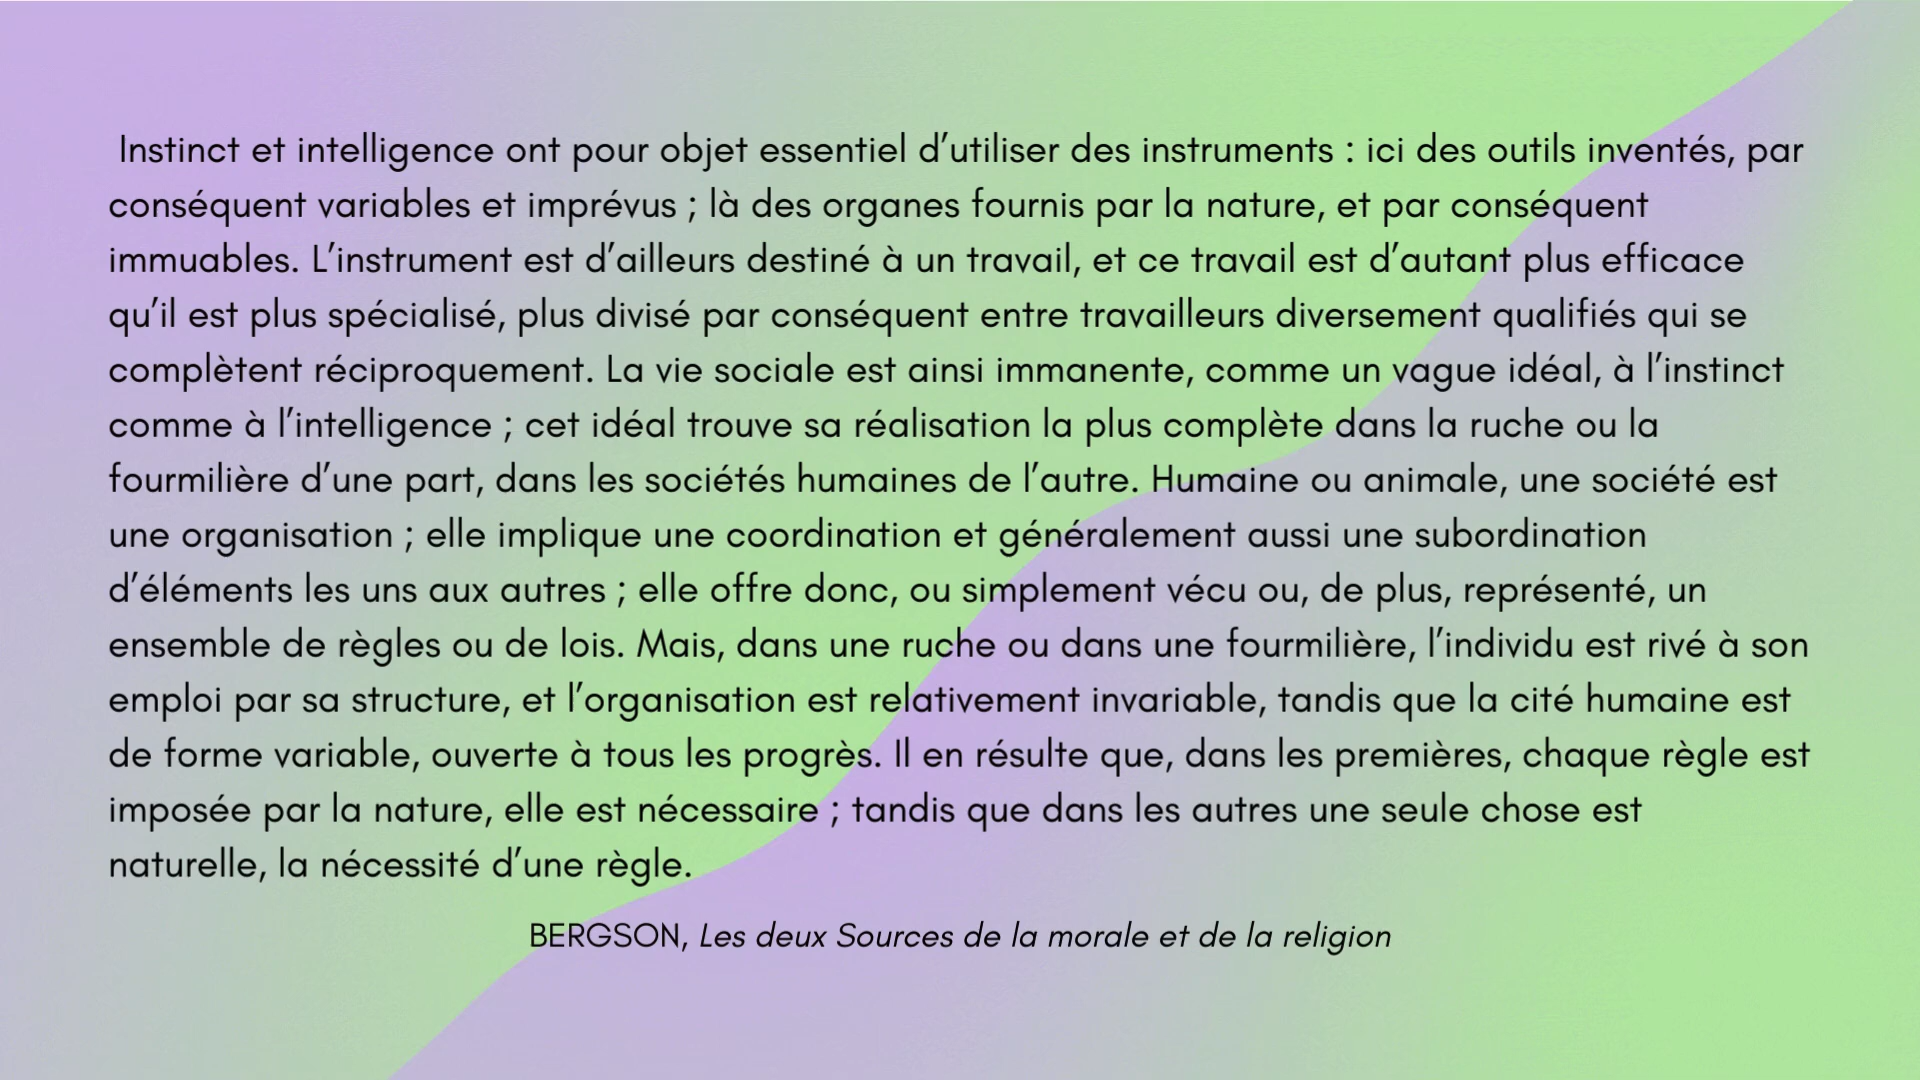 Instinct et intelligence ont pour objet essentiel d’utiliser des instruments : ici des outils inventés, par
conséquent variables et imprévus ; là des organes fournis par la nature, et par conséquent
immuables. L’instrument est d’ailleurs destiné à un travail, et ce travail est d’autant plus efficace
qu’il est plus spécialisé, plus divisé par conséquent entre travailleurs diversement qualifiés qui se
complètent réciproquement. La vie sociale est ainsi immanente, comme un vague idéal, à l’instinct
comme à l’intelligence ; cet idéal trouve sa réalisation la plus complète dans la ruche ou la
fourmilière d’une part, dans les sociétés humaines de l’autre. Humaine ou animale, une société est
une organisation ; elle implique une coordination et généralement aussi une subordination
d’éléments les uns aux autres ; elle offre donc, ou simplement vécu ou, de plus, représenté, un
ensemble de règles ou de lois. Mais, dans une ruche ou dans une fourmilière, l’individu est rivé à son
emploi par sa structure, et l’organisation est relativement invariable, tandis que la cité humaine est
de forme variable, ouverte à tous les progrès. Il en résulte que, dans les premières, chaque règle est
imposée par la nature, elle est nécessaire ; tandis que dans les autres une seule chose est
naturelle, la nécessité d’une règle.
BERGSON, Les deux Sources de la morale et de la religion